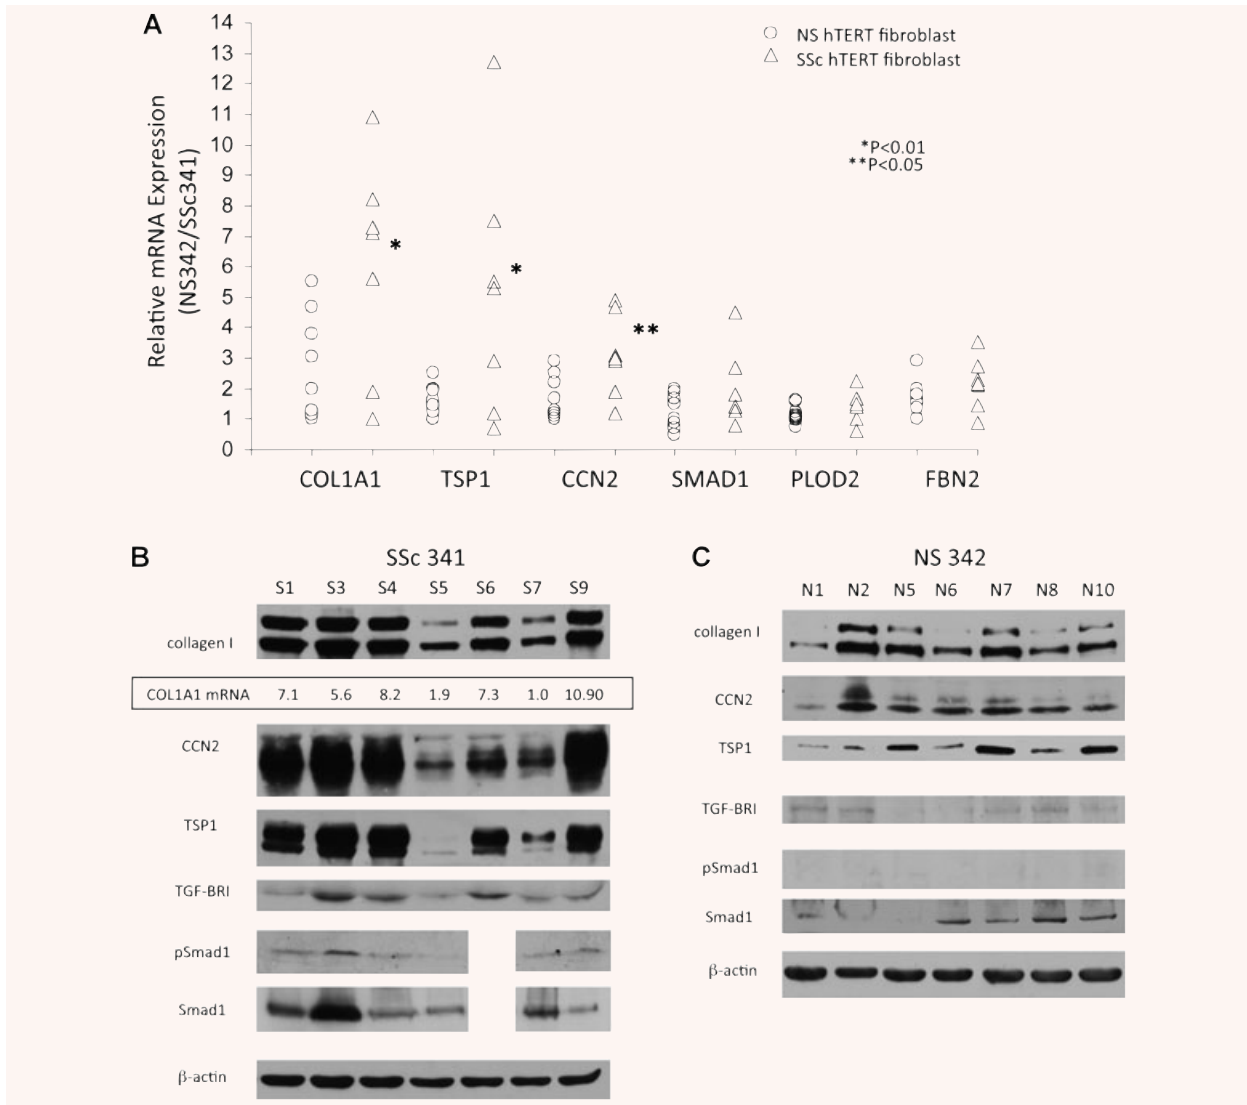 A
14
13
12
11
10
9
8
7
6
5
4
3
2
1
0
Relative mRNA Expression
(NS342/SSc341)
NS hTERT fibroblast
SSc hTERT fibroblast
*P<0.01
**P<0.05
*
*
**
COL1A1 TSP1 CCN2 SMAD1 PLOD2 FBN2
B
SSc 341
S1 S3 S4 S5 S6 S7 S9
collagen I
COL1A1 mRNA 7.1 5.6 8.2 1.9 7.3 1.0 10.90
CCN2
TSP1
TGF-BRI
pSmad1
Smad1
β-actin
C
NS 342
N1 N2 N5 N6 N7 N8 N10
collagen I
CCN2
TSP1
TGF-BRI
pSmad1
Smad1
β-actin